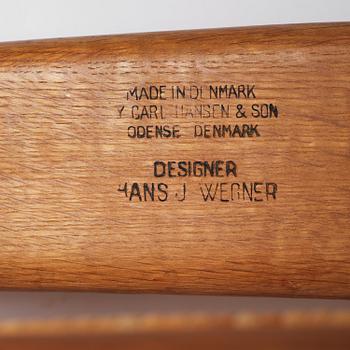 MADE IN DENMARK
Y CARL HANSEN & SON
ODENSE DENMARK
DESIGNER
HANS J WEGNER